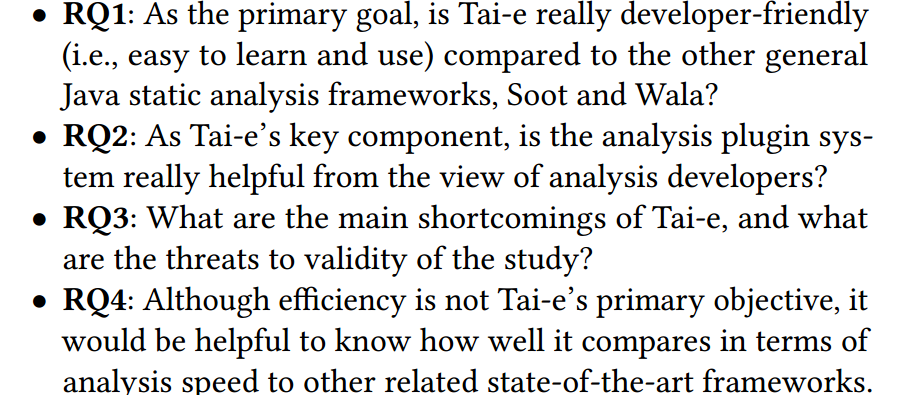 • RQ1: As the primary goal, is Tai-e really developer-friendly
(i.e., easy to learn and use) compared to the other general
Java static analysis frameworks, Soot and Wala?
• RQ2: As Tai-e’s key component, is the analysis plugin sys-
tem really helpful from the view of analysis developers?
• RQ3: What are the main shortcomings of Tai-e, and what
are the threats to validity of the study?
• RQ4: Although efficiency is not Tai-e’s primary objective, it
would be helpful to know how well it compares in terms of
analysis speed to other related state-of-the-art frameworks.